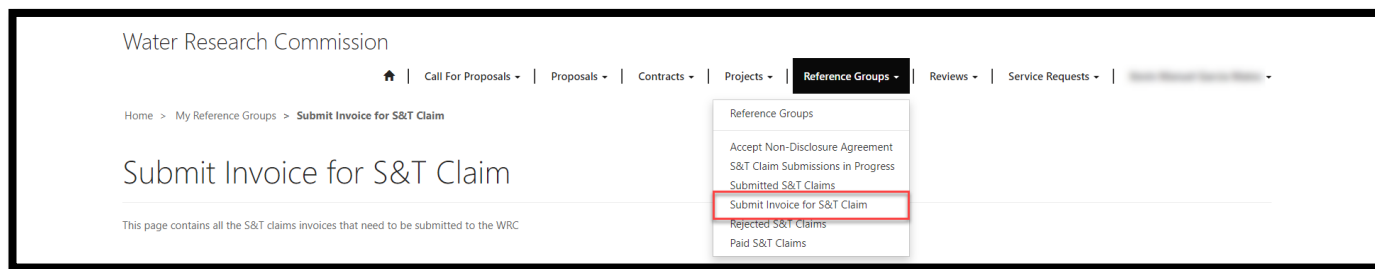 Water Research Commission
Call For Proposals | Proposals | Contracts | Projects | Reference Groups | Reviews | Service Requests |
Home > My Reference Groups > Submit Invoice for S&T Claim
Submit Invoice for S&T Claim
This page contains all the S&T claims invoices that need to be submitted to the WRC
Reference Groups
Accept Non-Disclosure Agreement
S&T Claim Submissions in Progress
Submitted S&T Claims
Submit Invoice for S&T Claim
Rejected S&T Claims
Paid S&T Claims